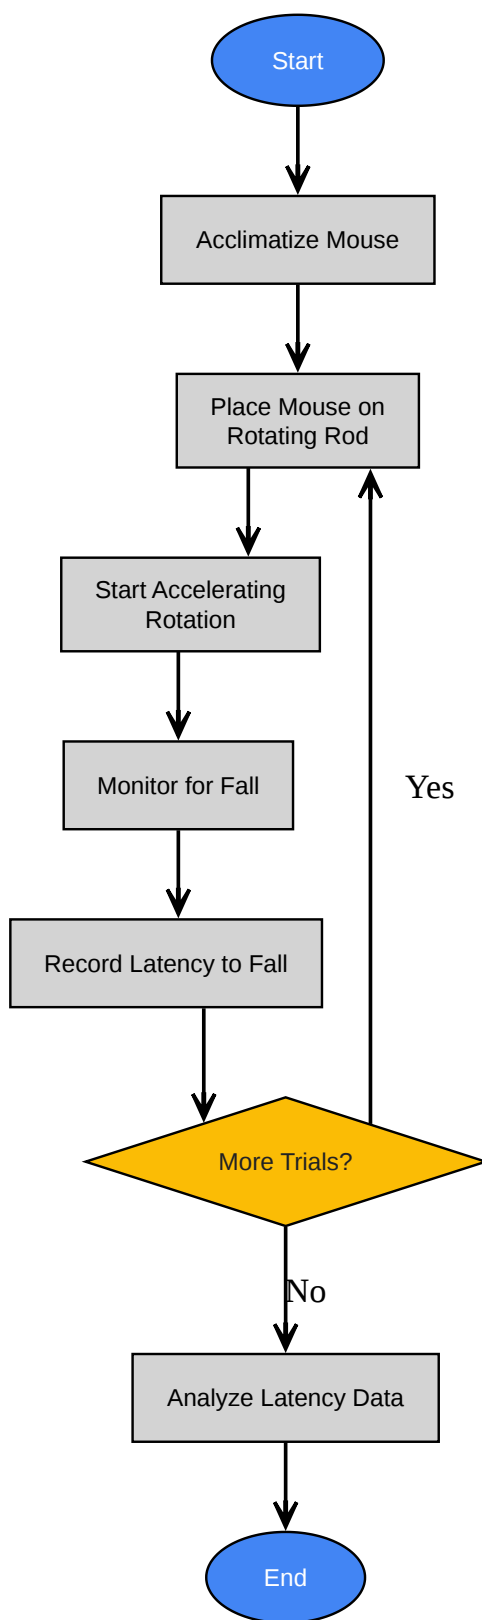 Start
Acclimatize Mouse
Place Mouse on
Rotating Rod
Start Accelerating
Rotation
Monitor for Fall
Yes
Record Latency to Fall
More Trials?
No
Analyze Latency Data
End